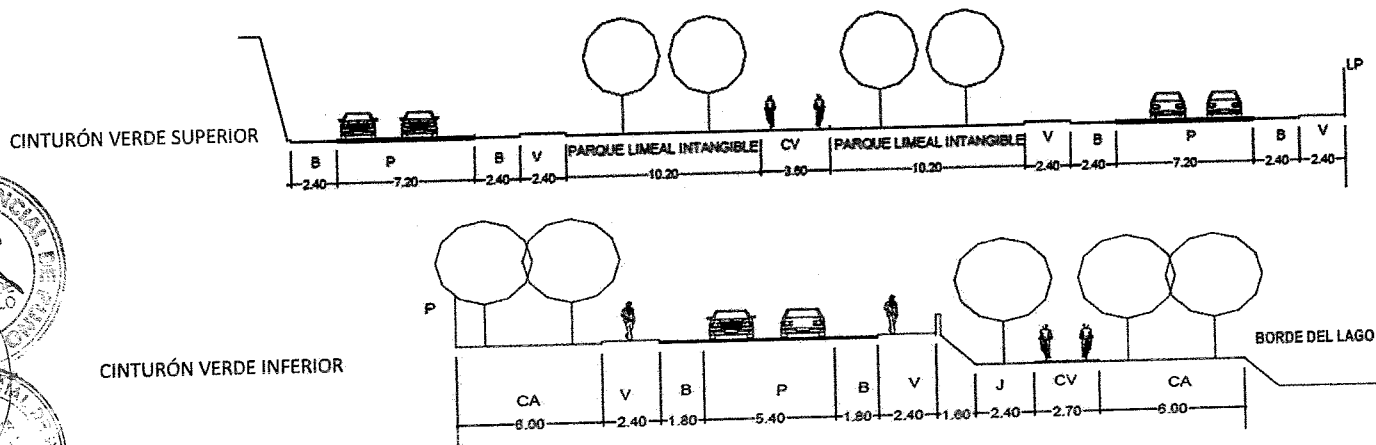 LP
CINTURÓN VERDE SUPERIOR
B P B V PARQUE LIMEAL INTANGIBLE CV PARQUE LIMEAL INTANGIBLE V B P B V
2.40 7.20 2.40 2.40 10.20 3.60 10.20 2.40 2.40 7.20 2.40 2.40
P
CINTURÓN VERDE INFERIOR
BORDE DEL LAGO
CA V B P B V J CV CA
6.00 2.40 1.80 5.40 1.80 2.40 1.60 2.40 2.70 6.00